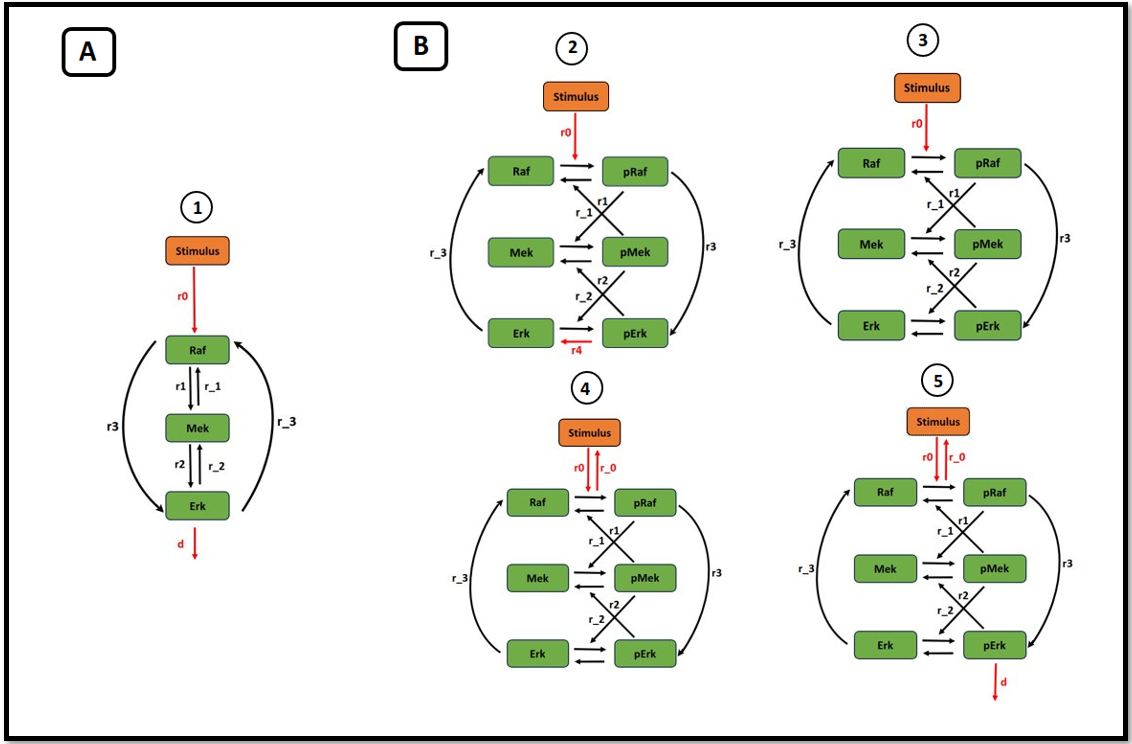 A
B
1
Stimulus
r0
Raf
r1 r_1
r3
Mek
r_3
r2 r_2
Erk
d
2
Stimulus
r0
Raf pRaf
r1
r_1
r_3
Mek pMek
r3
r2
r_2
Erk pErk
r4
3
Stimulus
r0
Raf pRaf
r1
r_1
r_3
Mek pMek
r3
r2
r_2
Erk pErk
4
Stimulus
r0 r_0
Raf pRaf
r1
r_1
r_3
Mek pMek
r3
r2
r_2
Erk pErk
5
Stimulus
r0 r_0
Raf pRaf
r1
r_1
r_3
Mek pMek
r3
r2
r_2
Erk pErk
d